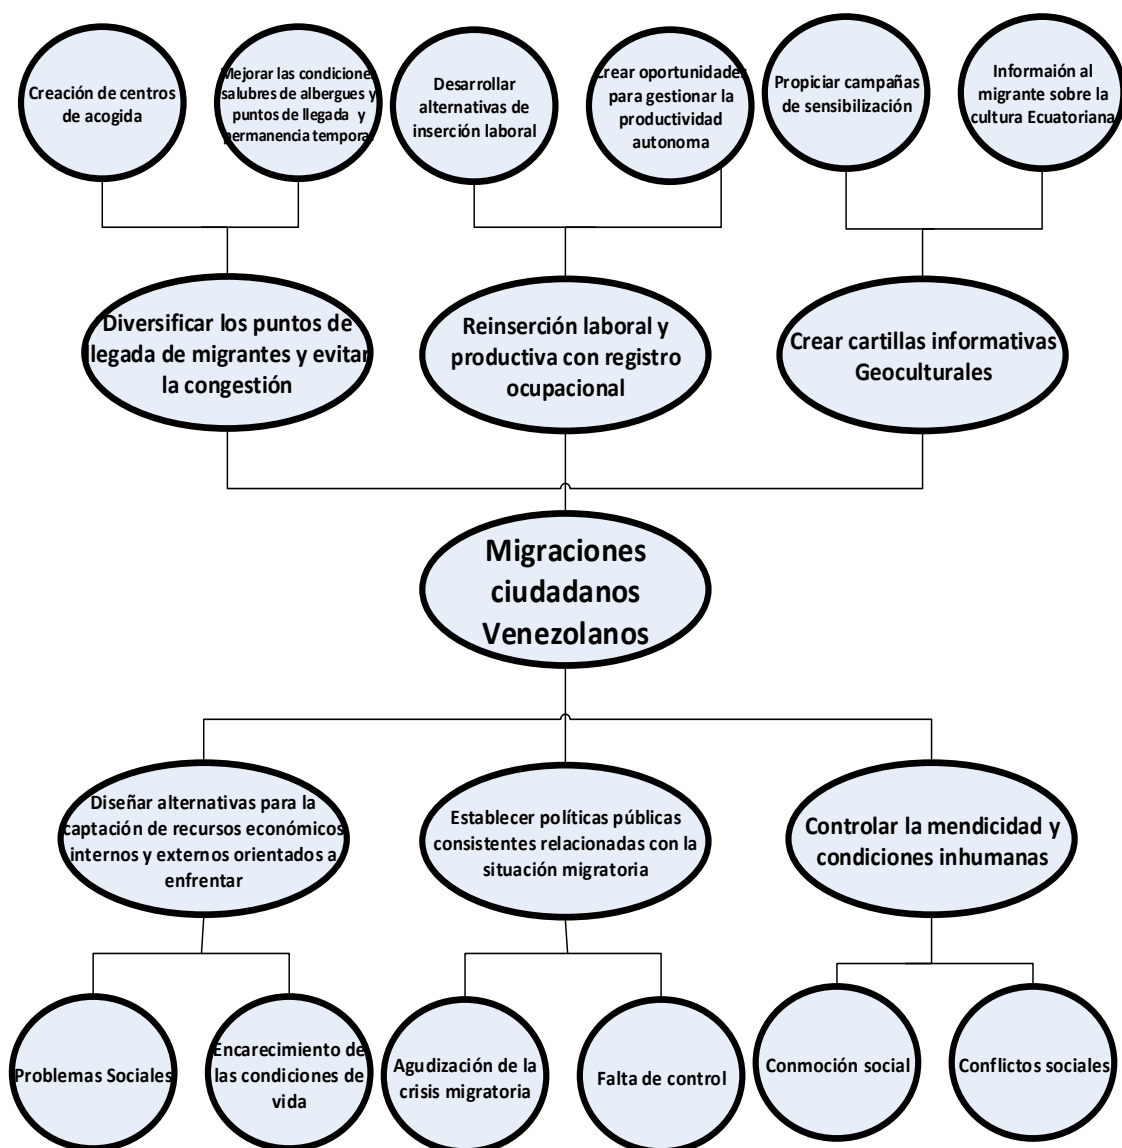 Creación de centros
de acogida
Mejorar las condiciones
salubres de albergues y
puntos de llegada y
permanencia temporal
Desarrollar
alternativas de
inserción laboral
Crear oportunidades
para gestionar la
productividad
autonoma
Propiciar campañas
de sensibilización
Informaión al
migrante sobre la
cultura Ecuatoriana
Diversificar los puntos de
llegada de migrantes y evitar
la congestión
Reinserción laboral y
productiva con registro
ocupacional
Crear cartillas informativas
Geoculturales
Migraciones
ciudadanos
Venezolanos
Diseñar alternativas para la
captación de recursos económicos
internos y externos orientados a
enfrentar
Establecer políticas públicas
consistentes relacionadas con la
situación migratoria
Controlar la mendicidad y
condiciones inhumanas
Problemas Sociales
Encarecimiento de
las condiciones de
vida
Agudización de la
crisis migratoria
Falta de control
Conmoción social
Conflictos sociales